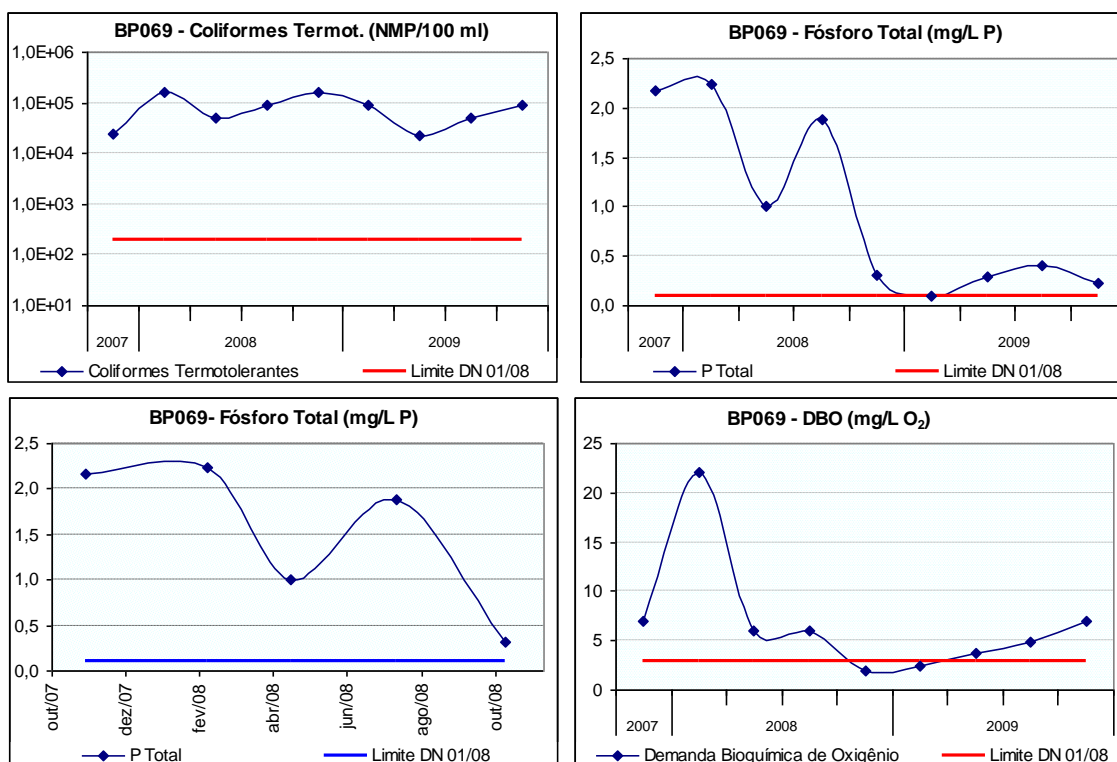 BP069 - Coliformes Termot. (NMP/100 ml)
1,0E+06
1,0E+05
1,0E+04
1,0E+03
1,0E+02
1,0E+01
2007 2008 2009
Coliformes Termotolerantes Limite DN 01/08
BP069 - Fósforo Total (mg/L P)
2,5
2,0
1,5
1,0
0,5
0,0
2007 2008 2009
P Total Limite DN 01/08
BP069- Fósforo Total (mg/L P)
2,5
2,0
1,5
1,0
0,5
0,0
out/07 dez/07 fev/08 abr/08 jun/08 ago/08 out/08
P Total Limite DN 01/08
BP069 - DBO (mg/L O₂)
25
20
15
10
5
0
2007 2008 2009
Demanda Bioquímica de Oxigênio Limite DN 01/08